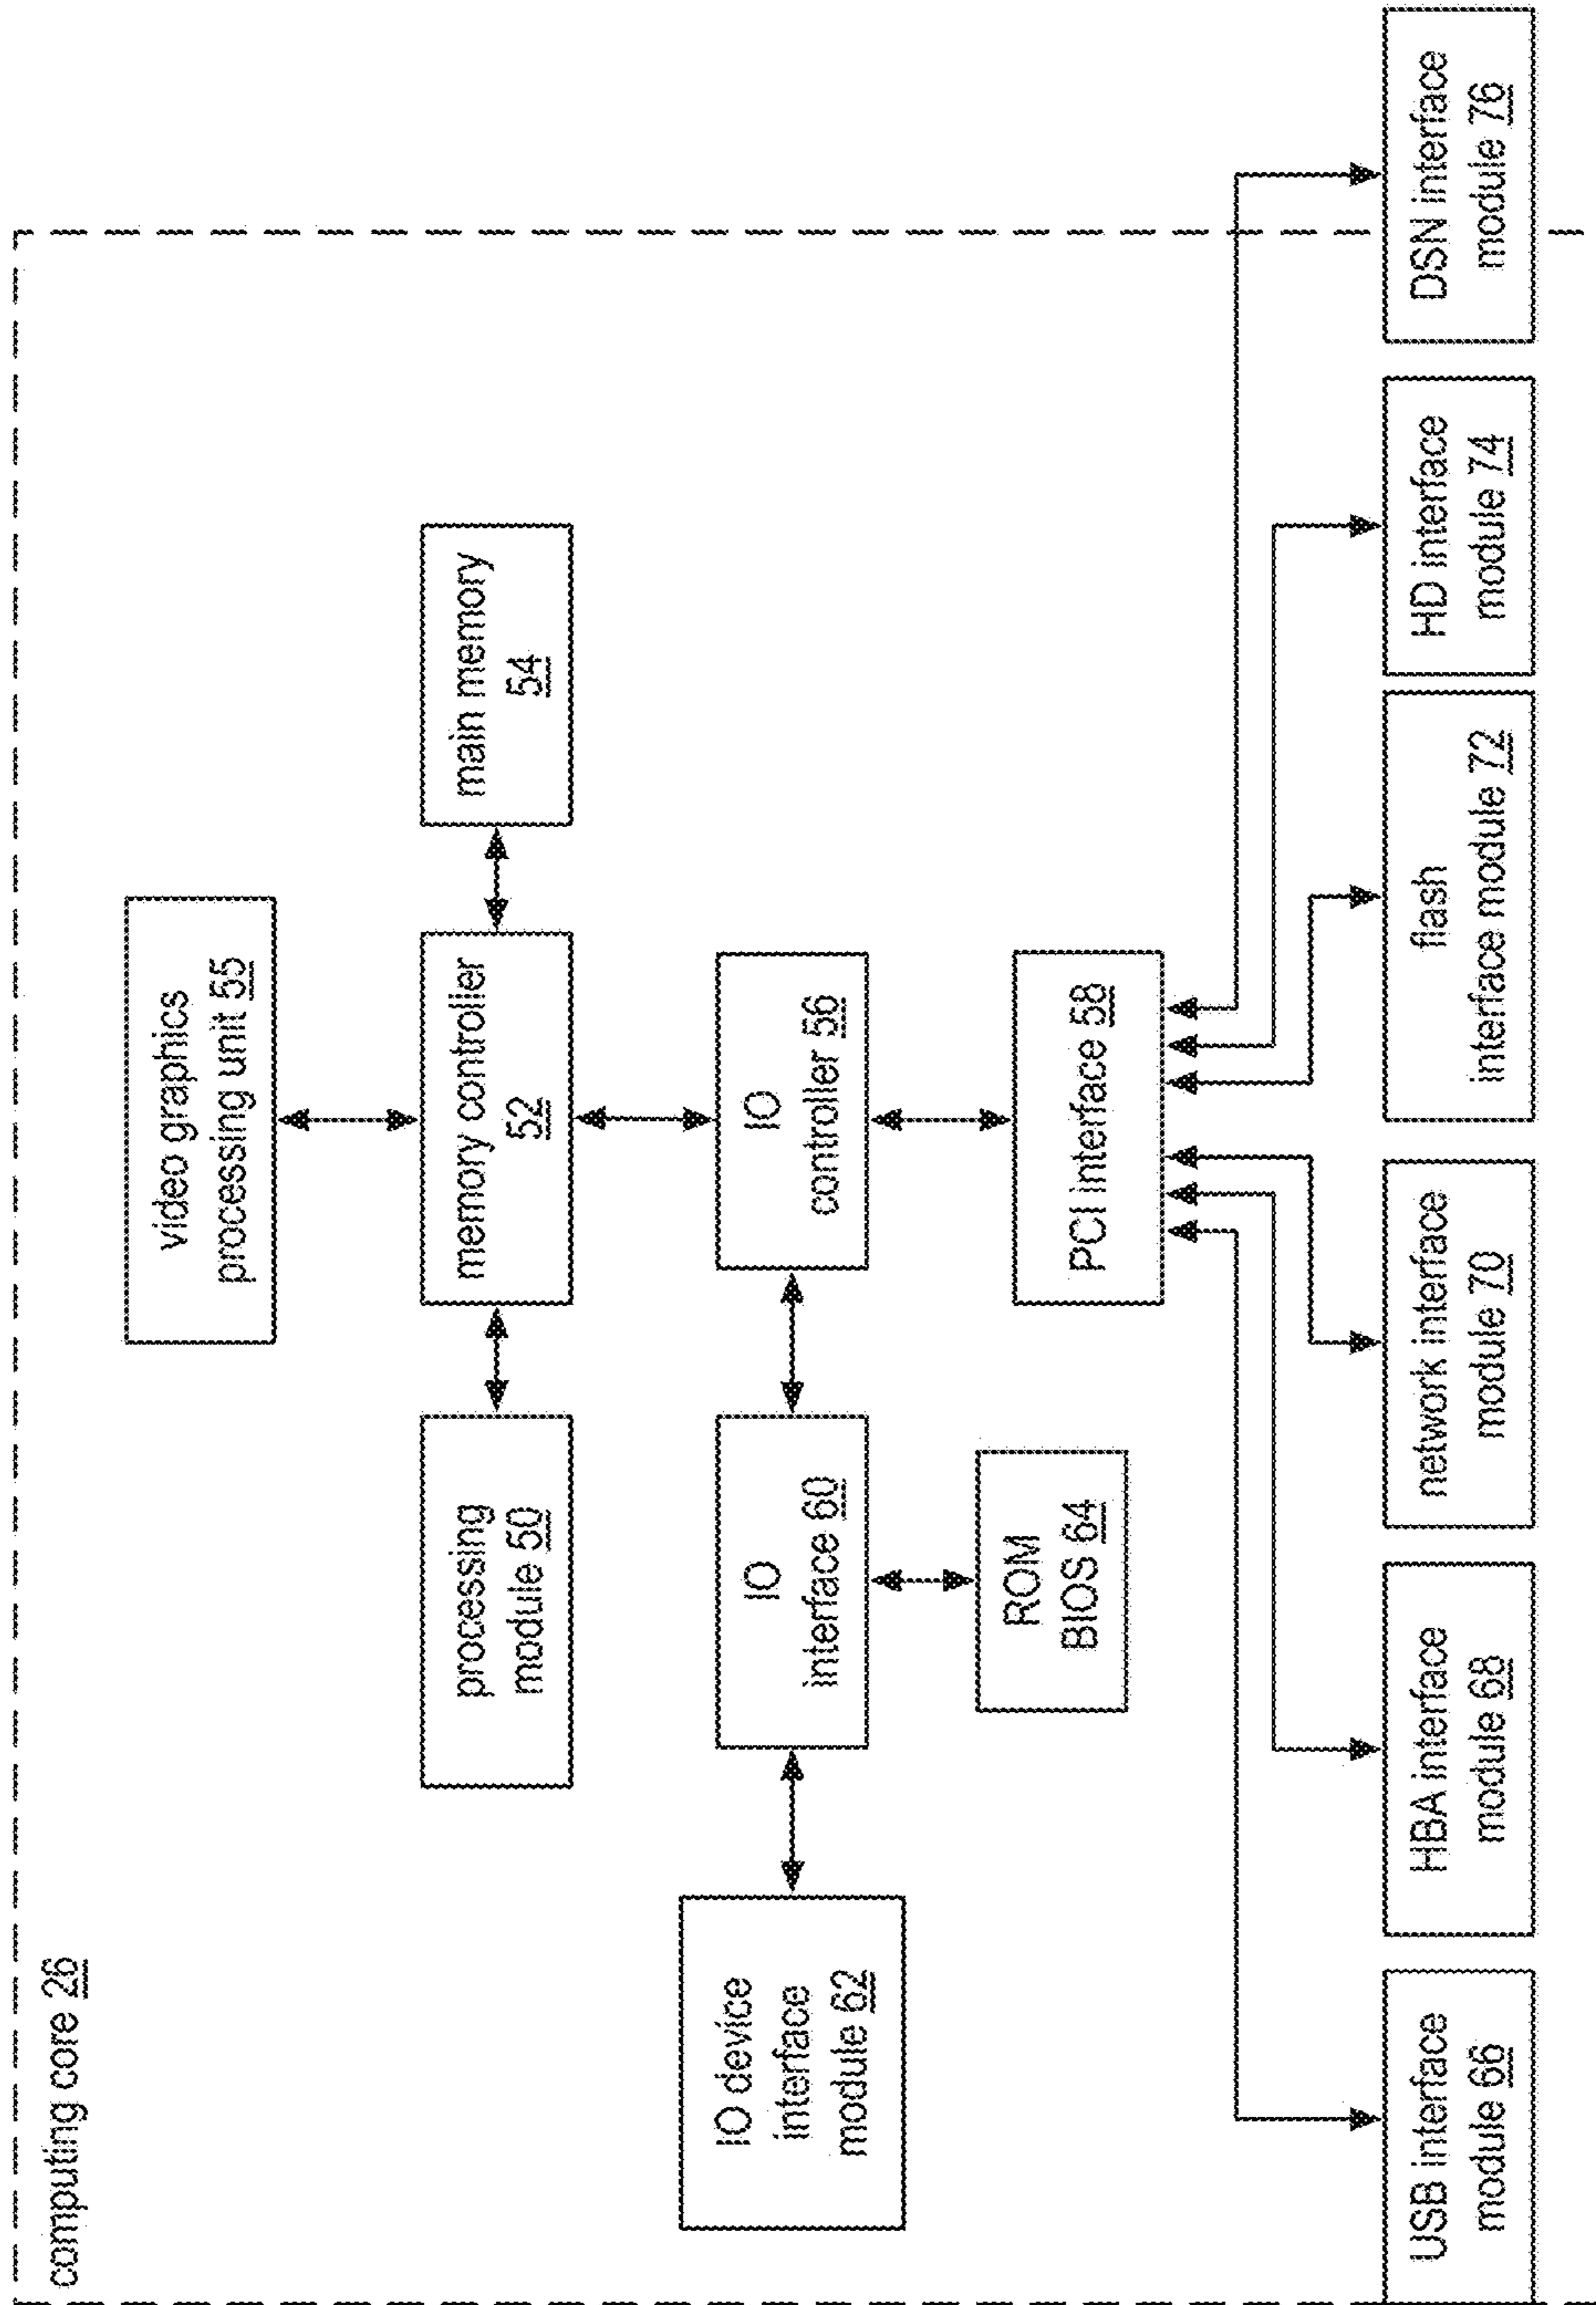 computing core 26
video graphics
processing unit 55
processing
module 50
memory controller
52
main memory
54
IO device
interface
module 62
IO
interface 60
IO
controller 56
ROM
BIOS 64
PCI interface 58
USB interface
module 66
HBA interface
module 68
network interface
module 70
flash
interface module 72
HD interface
module 74
DSN interface
module 76